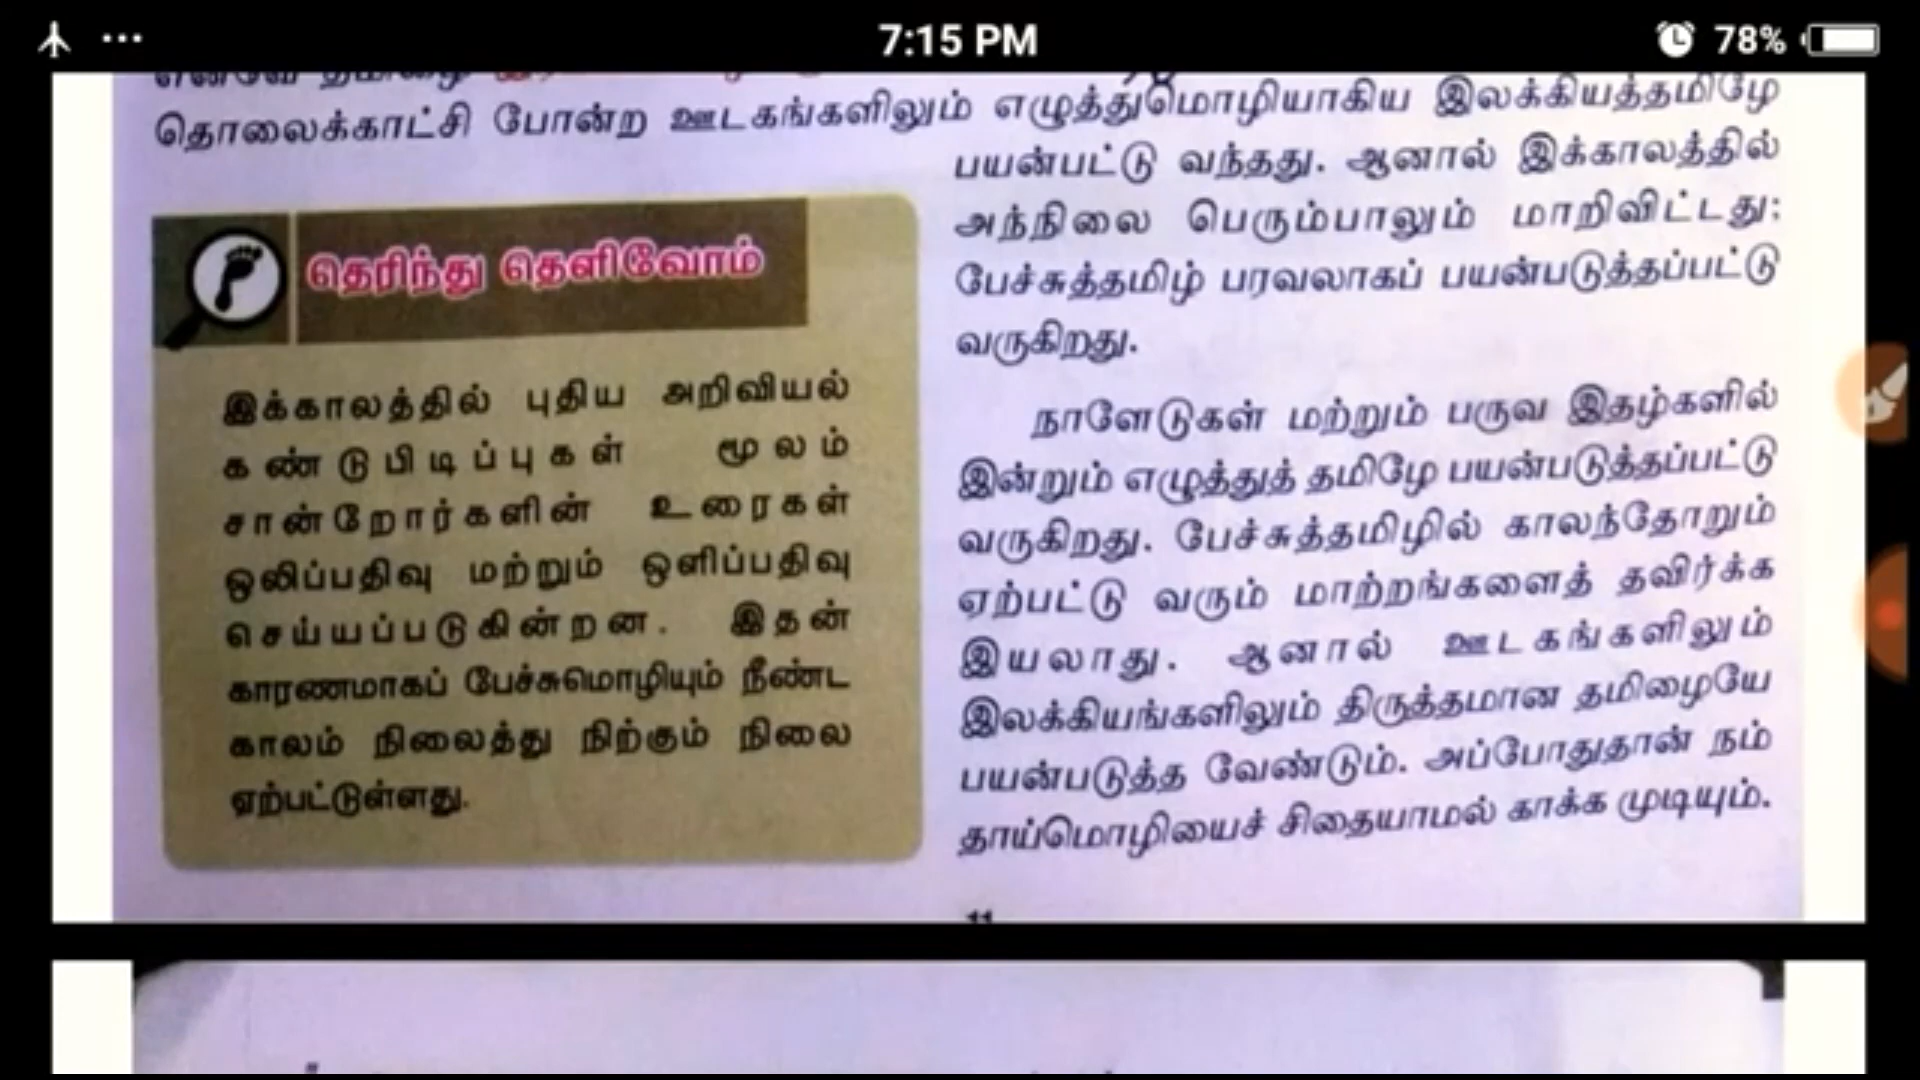 7:15 PM
78%
தொலைக்காட்சி போன்ற ஊடகங்களிலும் எழுத்துமொழியாகிய இலக்கியத்தமிழே
பயன்பட்டு வந்தது. ஆனால் இக்காலத்தில்
அந்நிலை பெரும்பாலும் மாறிவிட்டது;
பேச்சுத்தமிழ் பரவலாகப் பயன்படுத்தப்பட்டு
வருகிறது.
தெரிந்து தெளிவோம்
இக்காலத்தில் புதிய அறிவியல்
கண்டுபிடிப்புகள் மூலம்
சான்றோர்களின் உரைகள்
ஒலிப்பதிவு மற்றும் ஒளிப்பதிவு
செய்யப்படுகின்றன. இதன்
காரணமாகப் பேச்சுமொழியும் நீண்ட
காலம் நிலைத்து நிற்கும் நிலை
ஏற்பட்டுள்ளது.
நாளேடுகள் மற்றும் பருவ இதழ்களில்
இன்றும் எழுத்துத் தமிழே பயன்படுத்தப்பட்டு
வருகிறது. பேச்சுத்தமிழில் காலந்தோறும்
ஏற்பட்டு வரும் மாற்றங்களைத் தவிர்க்க
இயலாது. ஆனால் ஊடகங்களிலும்
இலக்கியங்களிலும் திருத்தமான தமிழையே
பயன்படுத்த வேண்டும். அப்போதுதான் நம்
தாய்மொழியைச் சிதையாமல் காக்க முடியும்.